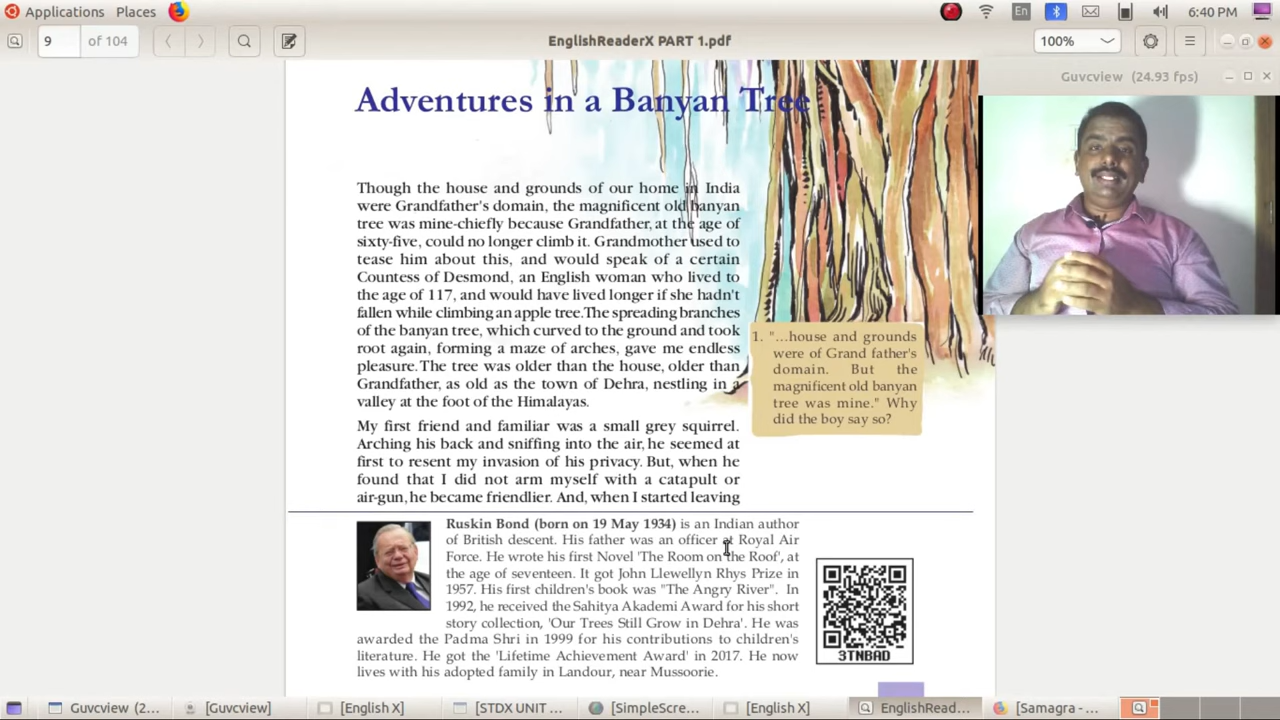 Applications Places
En 6:40 PM
9 of 104
EnglishReaderX PART 1.pdf
100%
Guvcview (24.93 fps)
Adventures in a Banyan Tree
Though the house and grounds of our home in India
were Grandfather's domain, the magnificent old banyan
tree was mine-chiefly because Grandfather, at the age of
sixty-five, could no longer climb it. Grandmother used to
tease him about this, and would speak of a certain
Countess of Desmond, an English woman who lived to
the age of 117, and would have lived longer if she hadn't
fallen while climbing an apple tree.The spreading branches
of the banyan tree, which curved to the ground and took
root again, forming a maze of arches, gave me endless
pleasure. The tree was older than the house, older than
Grandfather, as old as the town of Dehra, nestling in a
valley at the foot of the Himalayas.
1. "...house and grounds
were of Grand father's
domain. But the
magnificent old banyan
tree was mine." Why
did the boy say so?
My first friend and familiar was a small grey squirrel.
Arching his back and sniffing into the air, he seemed at
first to resent my invasion of his privacy. But, when he
found that I did not arm myself with a catapult or
air-gun, he became friendlier. And, when I started leaving
Ruskin Bond (born on 19 May 1934) is an Indian author
of British descent. His father was an officer at Royal Air
Force. He wrote his first Novel 'The Room on the Roof', at
the age of seventeen. It got John Llewellyn Rhys Prize in
1957. His first children's book was "The Angry River". In
1992, he received the Sahitya Akademi Award for his short
story collection, 'Our Trees Still Grow in Dehra'. He was
awarded the Padma Shri in 1999 for his contributions to children's
literature. He got the 'Lifetime Achievement Award' in 2017. He now
lives with his adopted family in Landour, near Mussoorie.
3TNBAD
Guvcview (2... [Guvcview] [English X] [STDX UNIT ... [SimpleScre... [English X] EnglishRead... [Samagra - ...